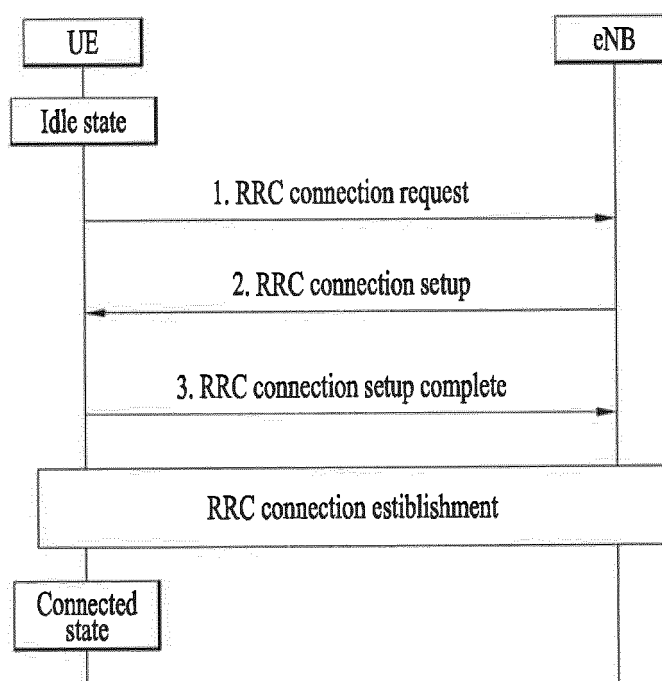 UE
eNB
Idle state
1. RRC connection request
2. RRC connection setup
3. RRC connection setup complete
RRC connection estiblishment
Connected
state